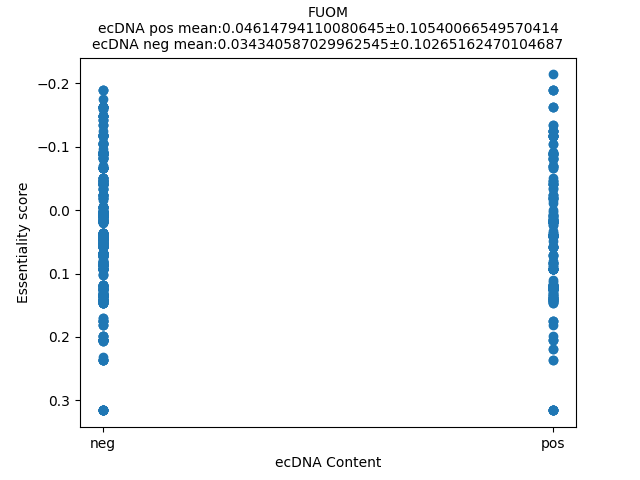 FUOM
ecDNA pos mean:0.04614794110080645±0.10540066549570414
ecDNA neg mean:0.034340587029962545±0.10265162470104687
−0.2
−0.1
0.0
0.1
0.2
0.3
Essentiality score
neg
pos
ecDNA Content